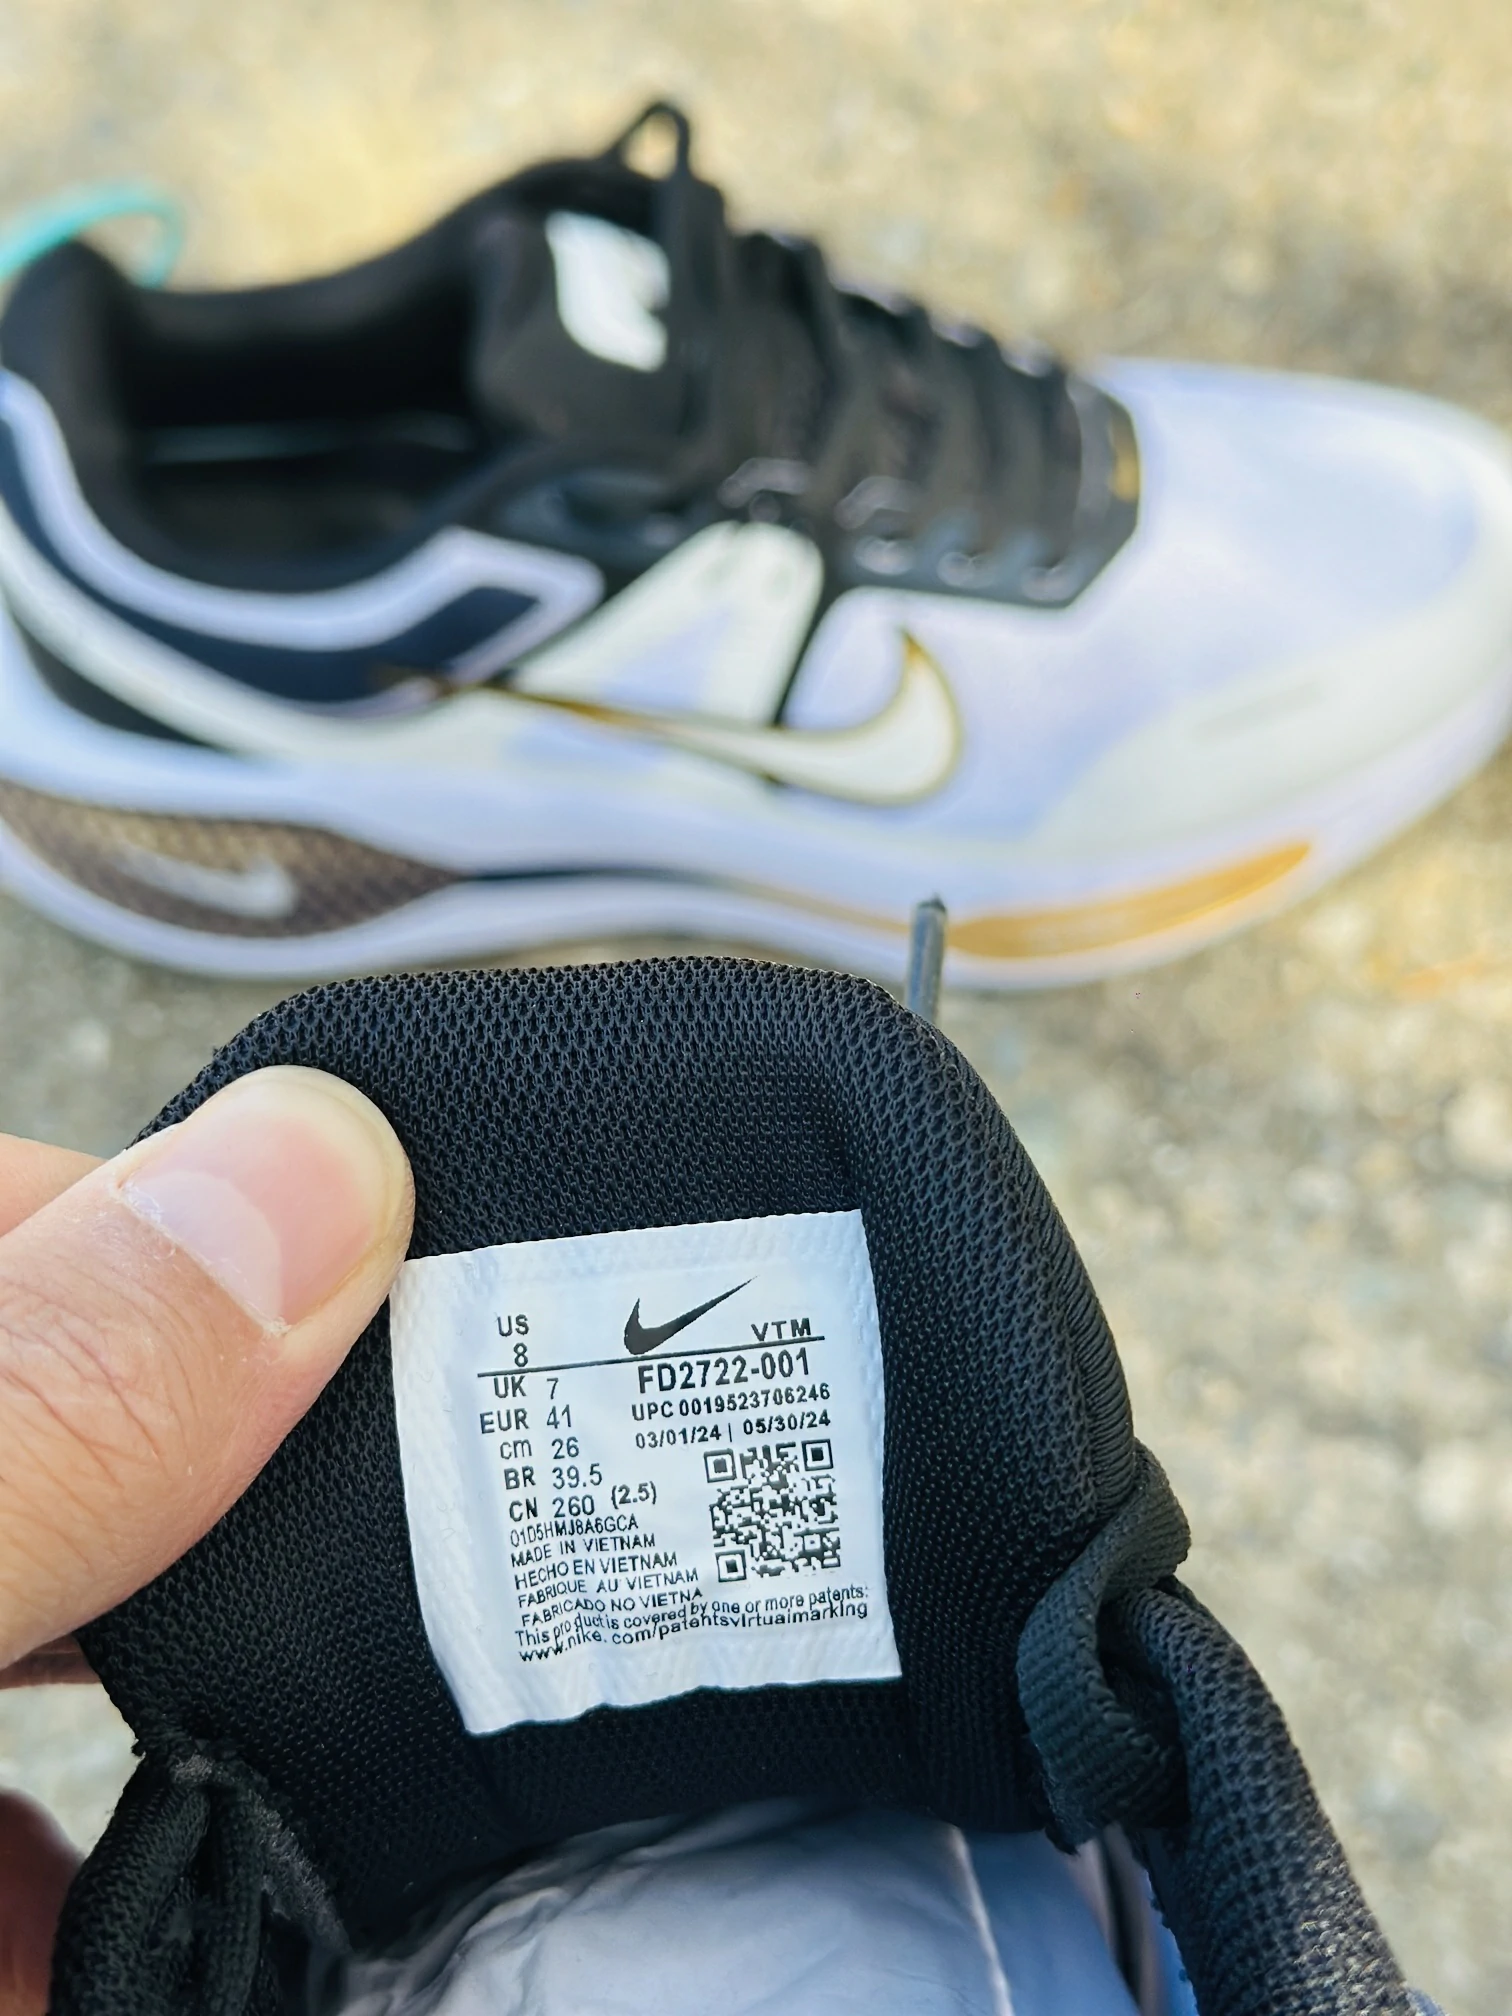 US
8
VTM
UK 7
EUR 41
cm 26
BR 39.5
CN 260 (2.5)
FD2722-001
UPC 0019523706246
03/01/24 | 05/30/24
01D5HMJ8A6GCA
MADE IN VIETNAM
HECHO EN VIETNAM
FABRIQUE AU VIETNAM
FABRICADO NO VIETNA
This product is covered by one or more patents:
www.nike.com/patentsvirtualmarking